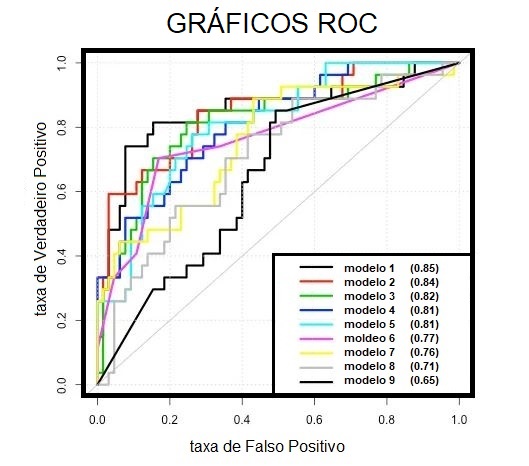 GRÁFICOS ROC
taxa de Verdadeiro Positivo
1.0
0.8
0.6
0.4
0.2
0.0
modelo 1 (0.85)
modelo 2 (0.84)
modelo 3 (0.82)
modelo 4 (0.81)
modelo 5 (0.81)
moldeo 6 (0.77)
modelo 7 (0.76)
modelo 8 (0.71)
modelo 9 (0.65)
0.0 0.2 0.4 0.6 0.8 1.0
taxa de Falso Positivo